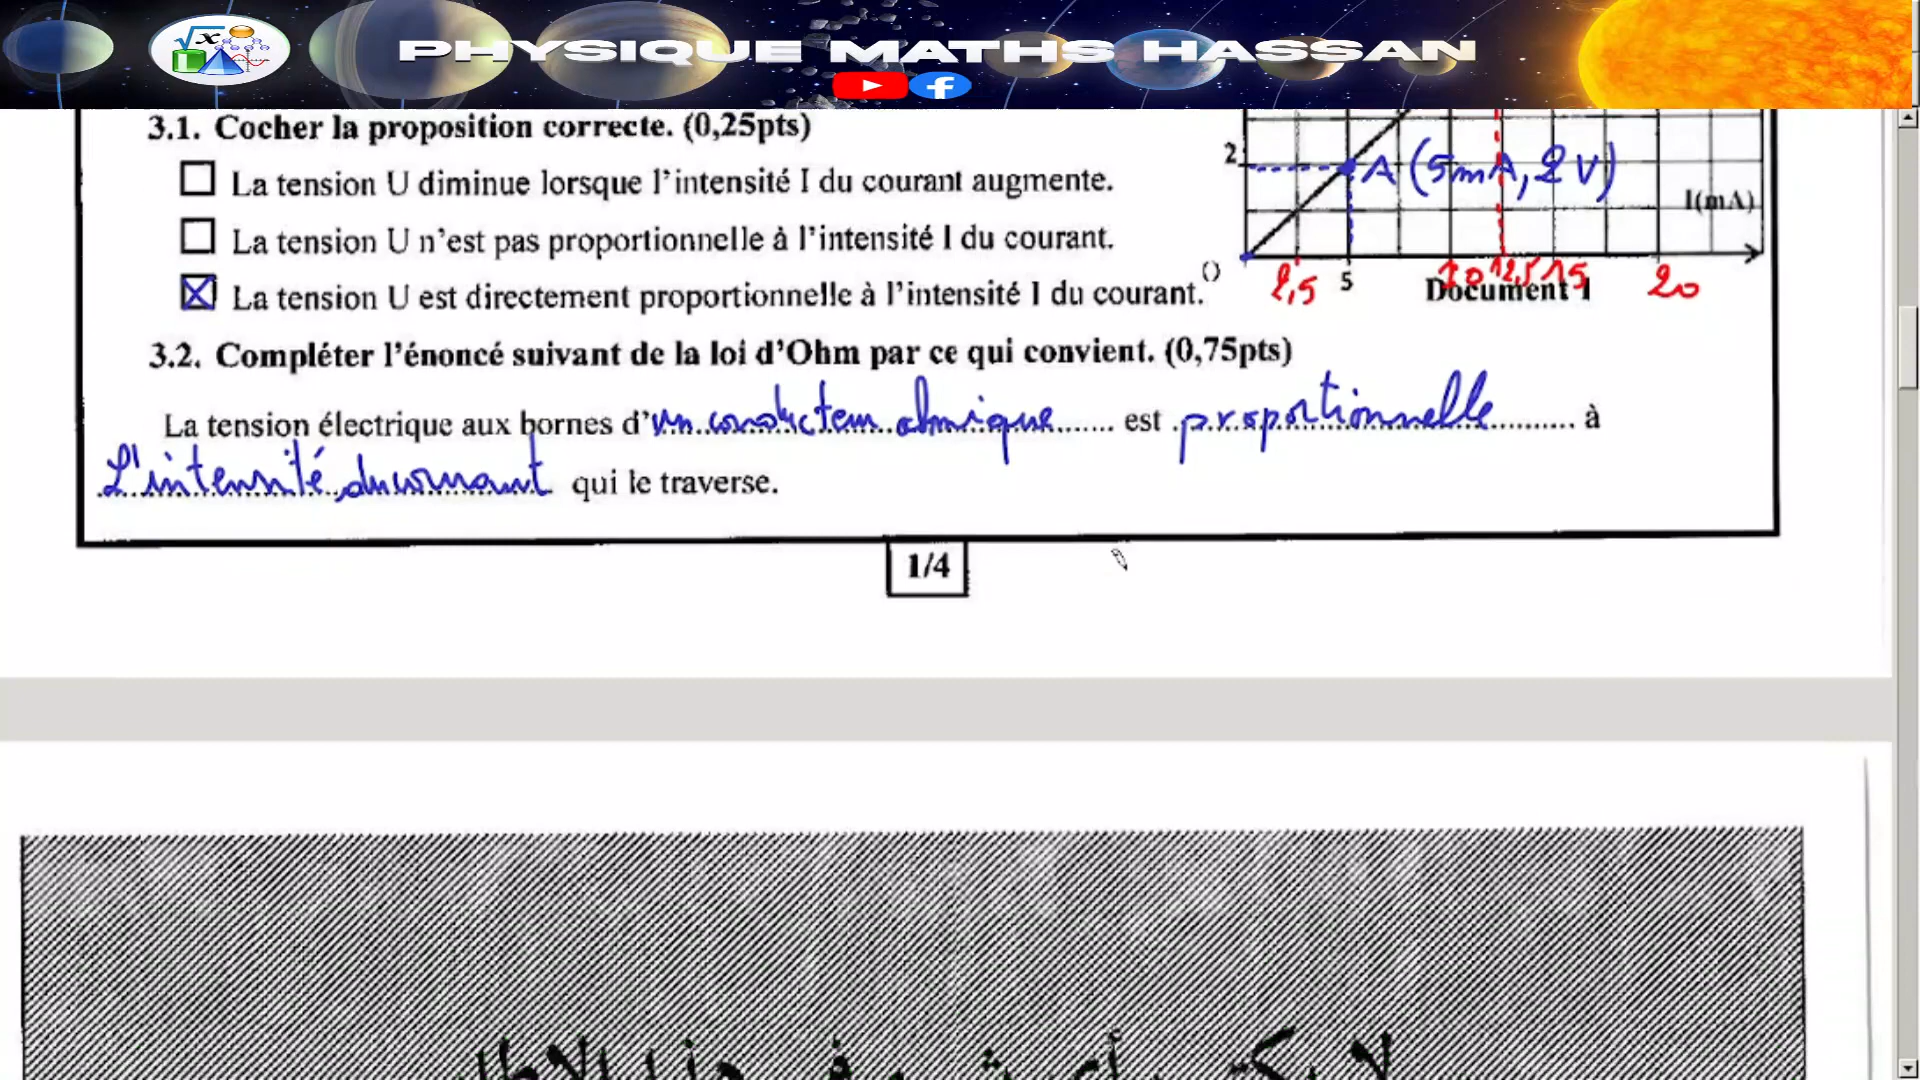 PHYSIQUE MATHS HASSAN
3.1. Cocher la proposition correcte. (0,25pts)
La tension U diminue lorsque l'intensité I du courant augmente.
La tension U n'est pas proportionnelle à l'intensité I du courant.
La tension U est directement proportionnelle à l'intensité I du courant.
2
A (5mA, 2 V)
I(mA)
O
2,5 5 10 12,5 15 20
Document 1
3.2. Compléter l'énoncé suivant de la loi d'Ohm par ce qui convient. (0,75pts)
La tension électrique aux bornes d'un conducteur ohmique est proportionnelle à
L'intensité du courant qui le traverse.
1/4